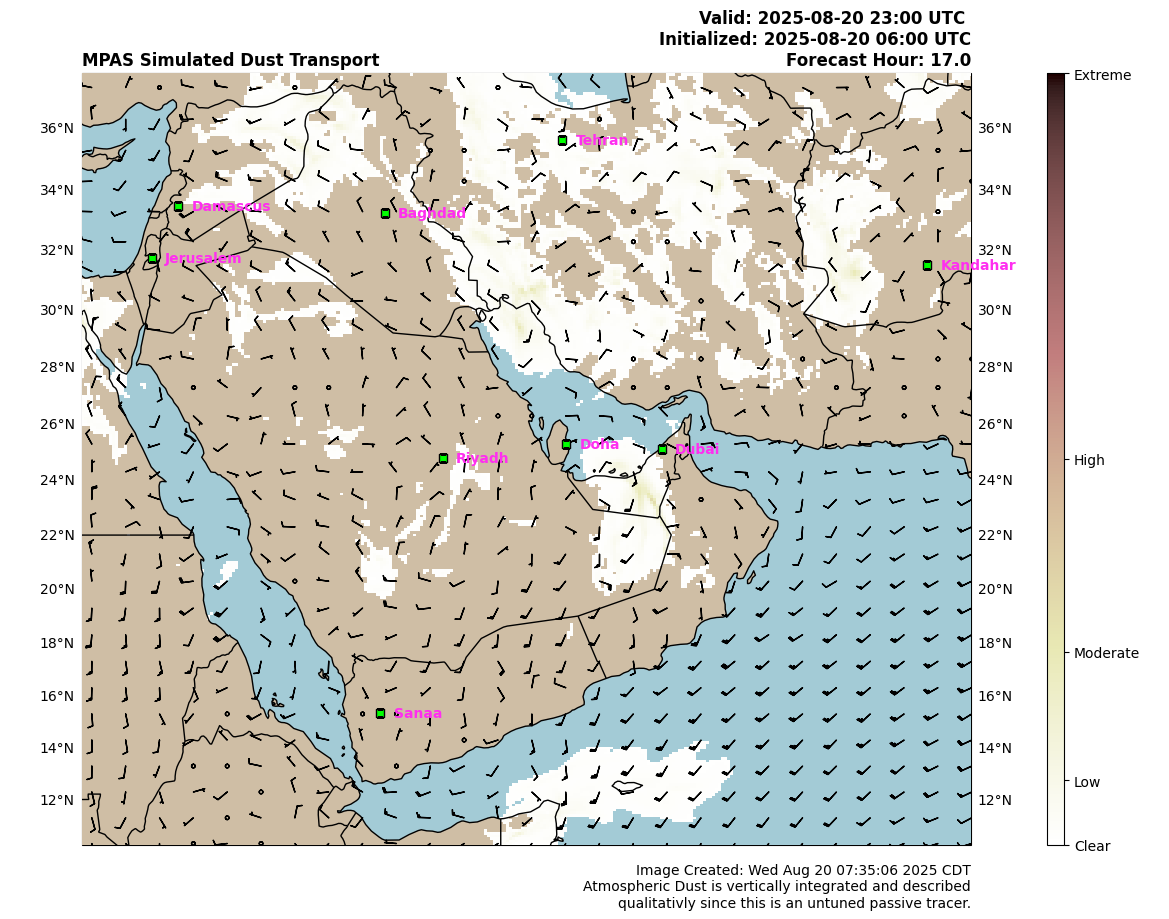 Valid: 2025-08-20 23:00 UTC
Initialized: 2025-08-20 06:00 UTC
MPAS Simulated Dust Transport Forecast Hour: 17.0
Extreme
36°N 36°N
Tehran
34°N 34°N
Damascus
Baghdad
32°N 32°N
Jerusalem
Kandahar
30°N 30°N
28°N 28°N
26°N 26°N
Doha
Dubai
Riyadh
High
24°N 24°N
22°N 22°N
20°N 20°N
18°N 18°N
Moderate
16°N 16°N
Sanaa
14°N 14°N
Low
12°N 12°N
Clear
Image Created: Wed Aug 20 07:35:06 2025 CDT
Atmospheric Dust is vertically integrated and described
qualitativly since this is an untuned passive tracer.